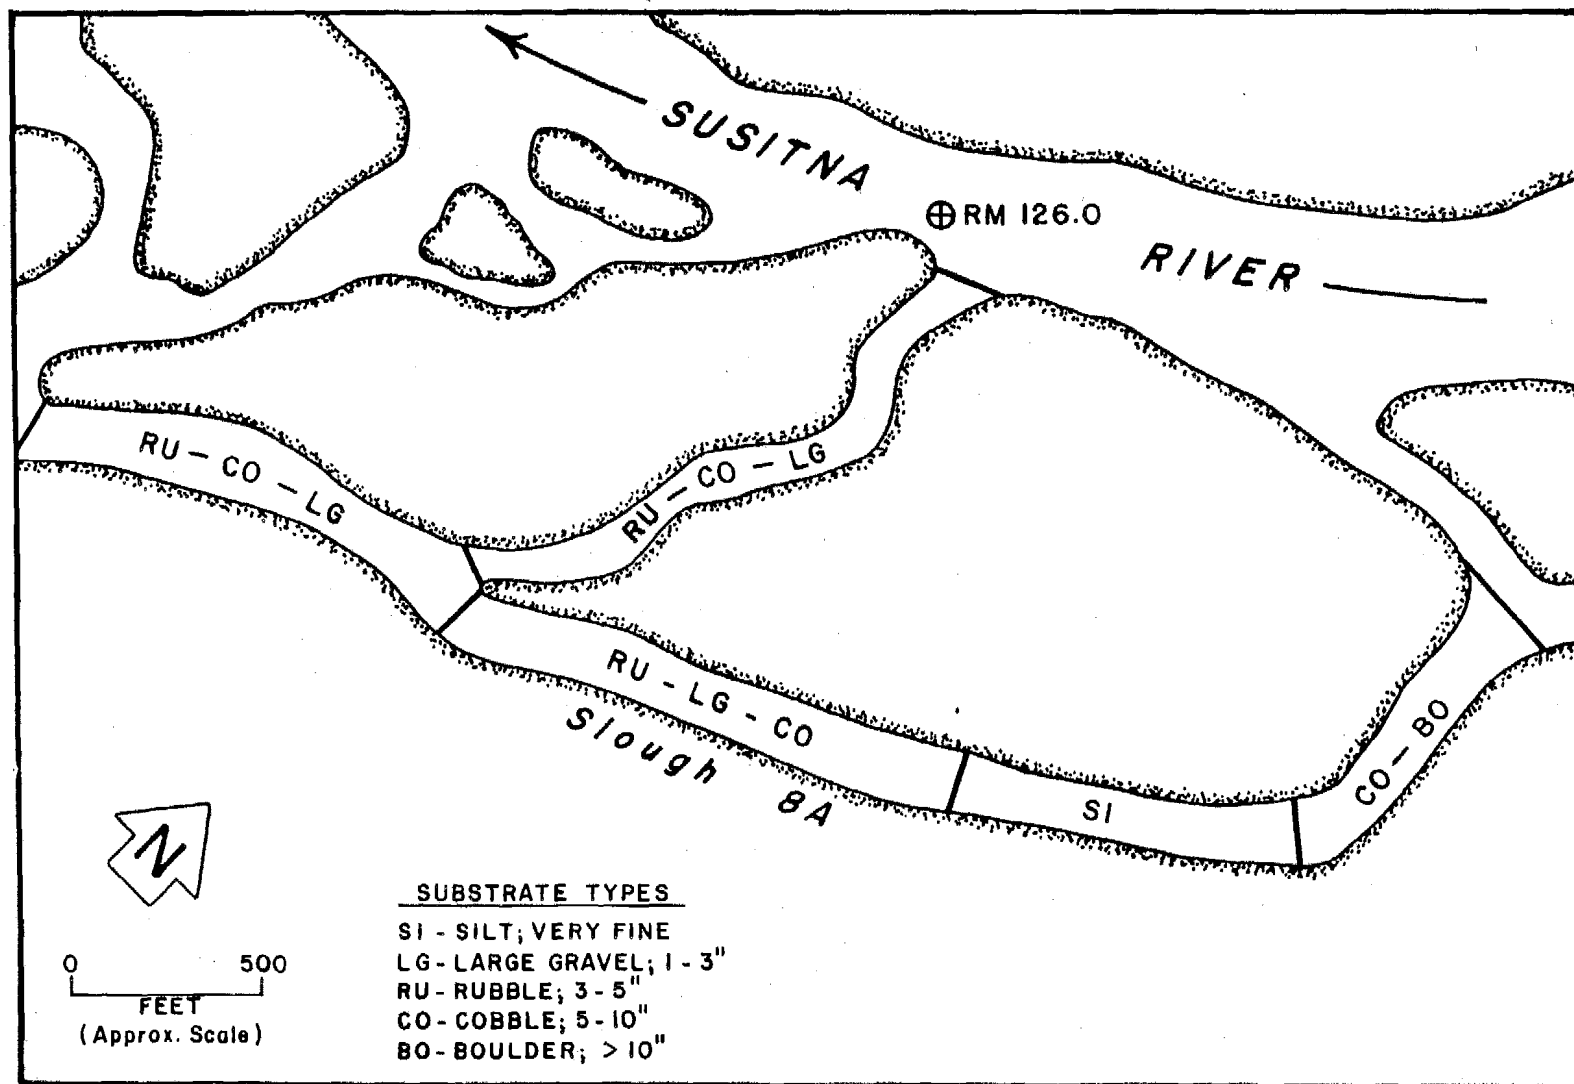 SUSITNA
⊕ RM 126.0
RIVER
RU - CO - LG
RU - CO - LG
RU - LG - CO
Slough 8A
SI
CO - BO
N
0 500
FEET
(Approx. Scale)
SUBSTRATE TYPES
SI - SILT; VERY FINE
LG - LARGE GRAVEL; 1 - 3"
RU - RUBBLE; 3 - 5"
CO - COBBLE; 5 - 10"
BO - BOULDER; > 10"